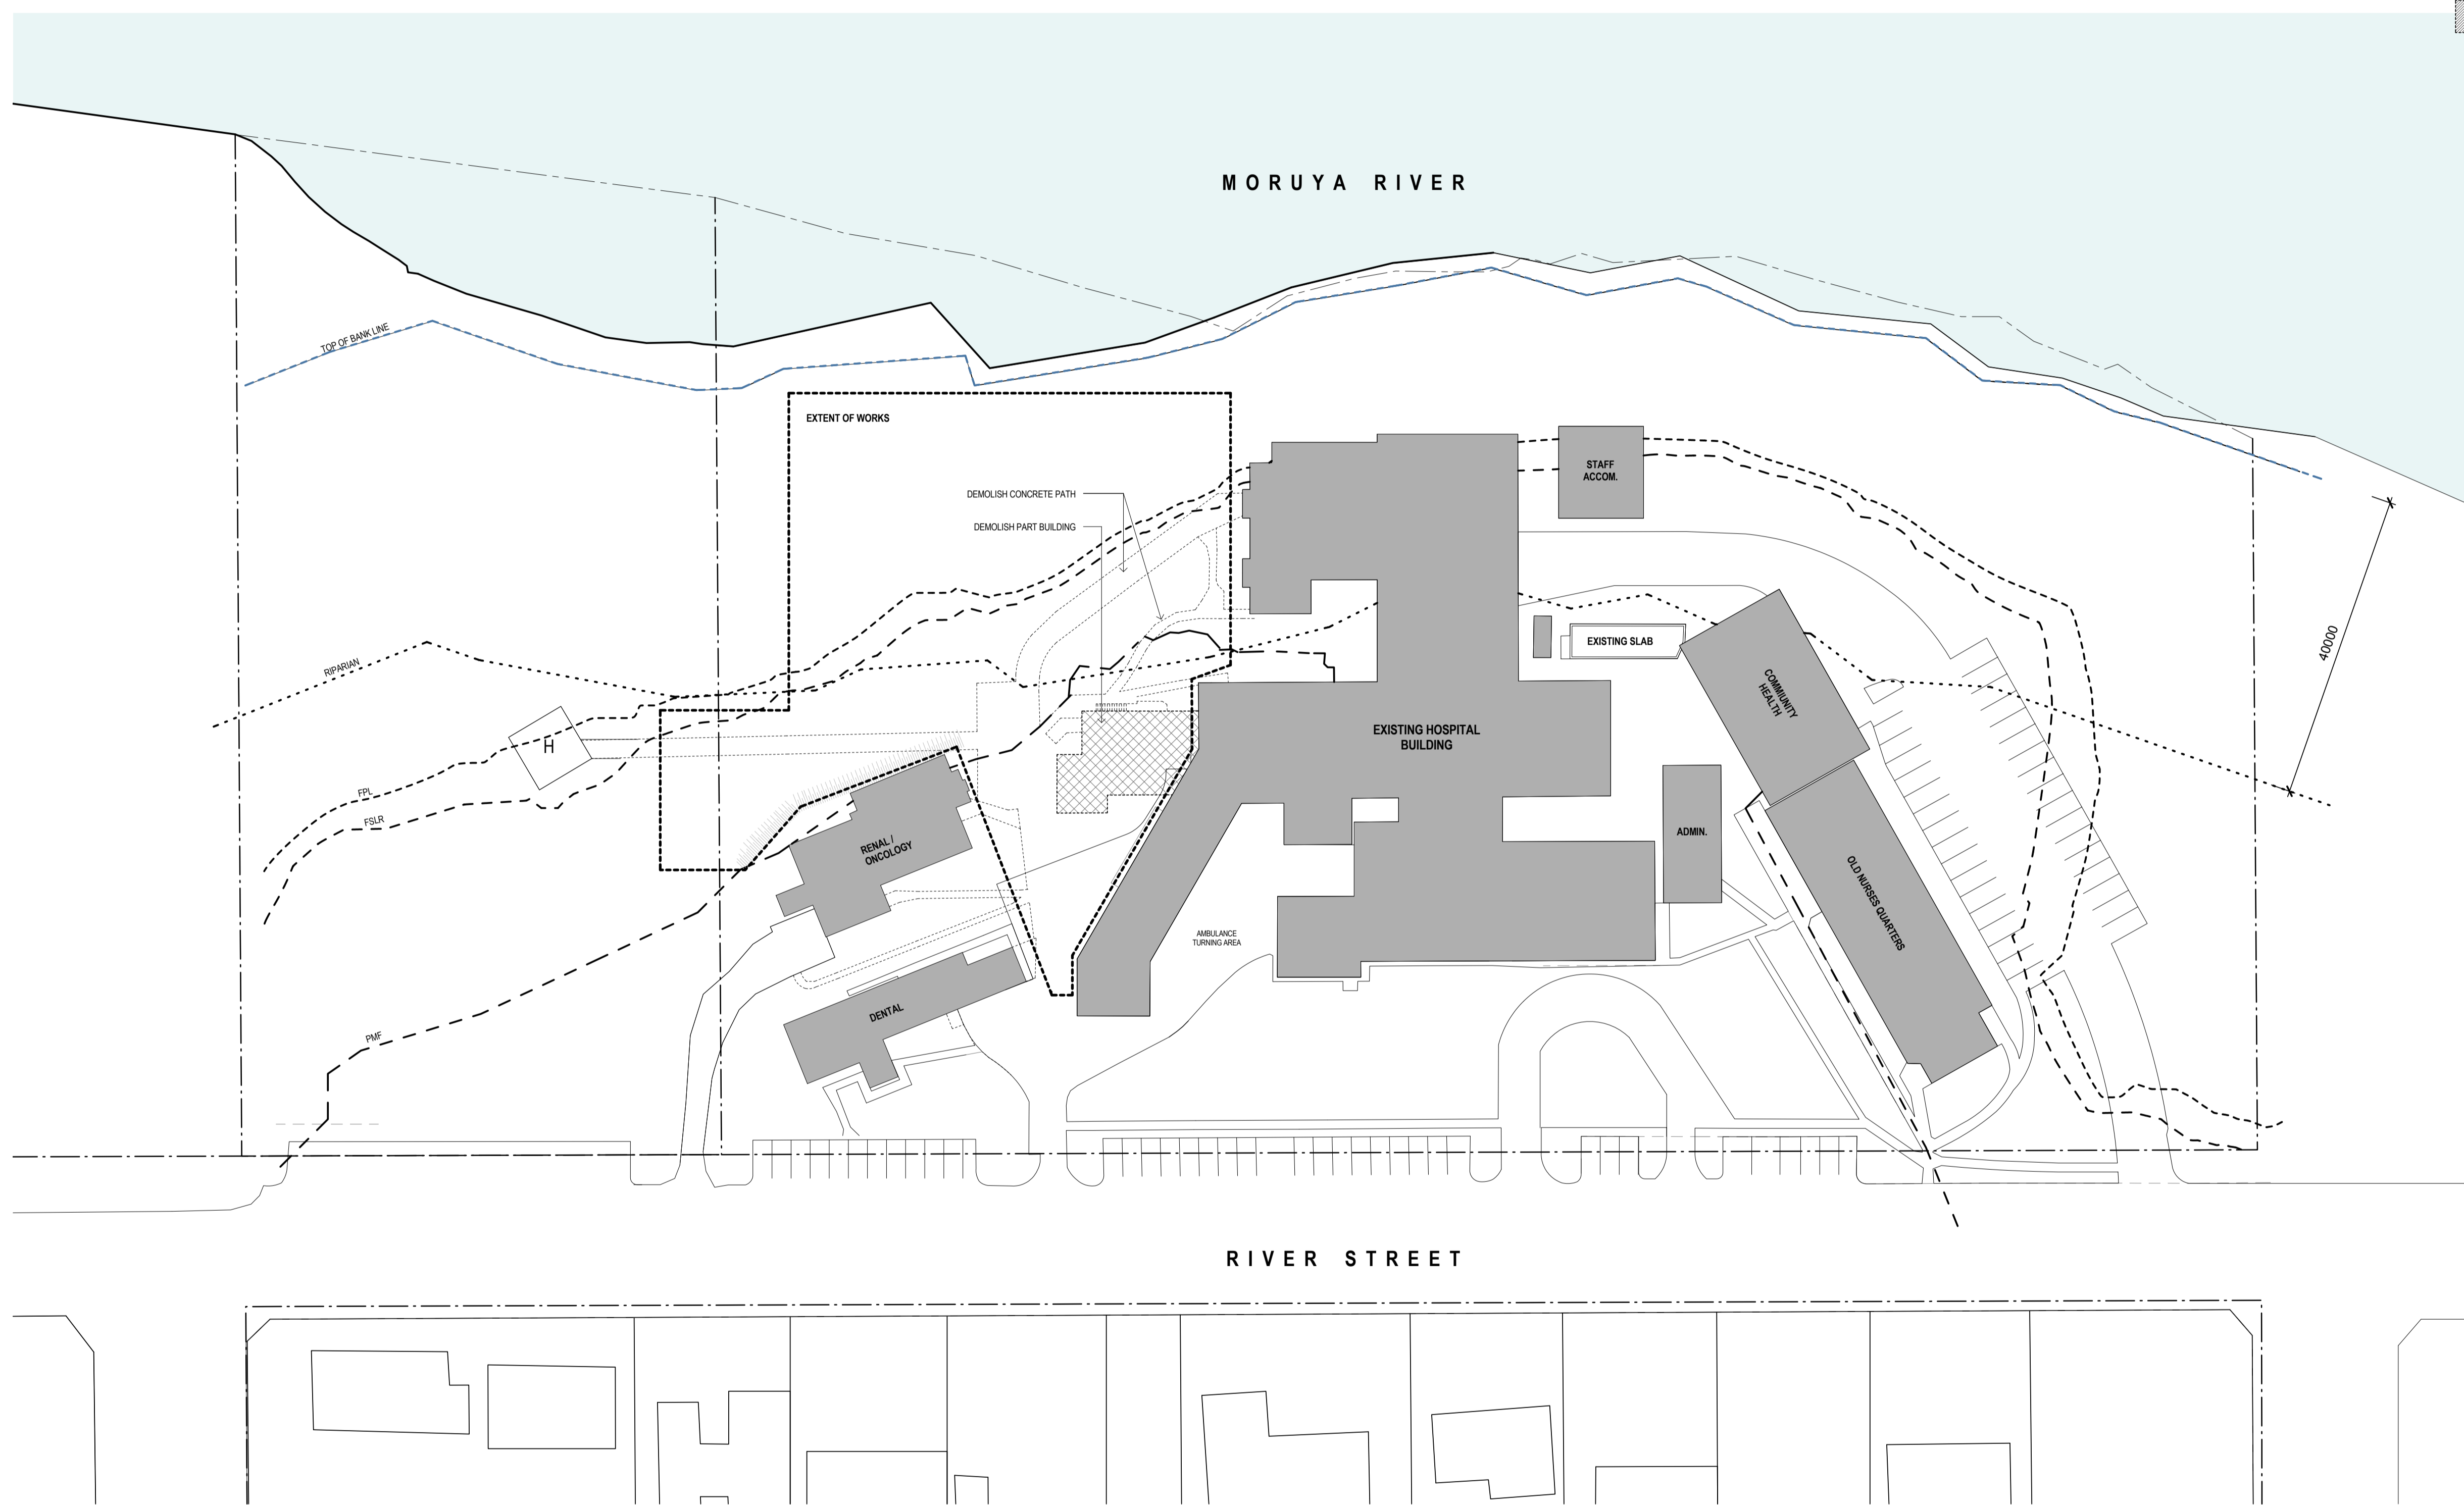 MORUYA RIVER
TOP OF BANK LINE
EXTENT OF WORKS
STAFF
ACCOM.
DEMOLISH CONCRETE PATH
DEMOLISH PART BUILDING
RIPARIAN
EXISTING SLAB
40000
COMMIUNITY
HEALTH
H
EXISTING HOSPITAL
BUILDING
FPL
FSLR
RENAL /
ONCOLOGY
ADMIN.
OLD NURSES QUARTERS
AMBULANCE
TURNING AREA
DENTAL
PMF
RIVER STREET